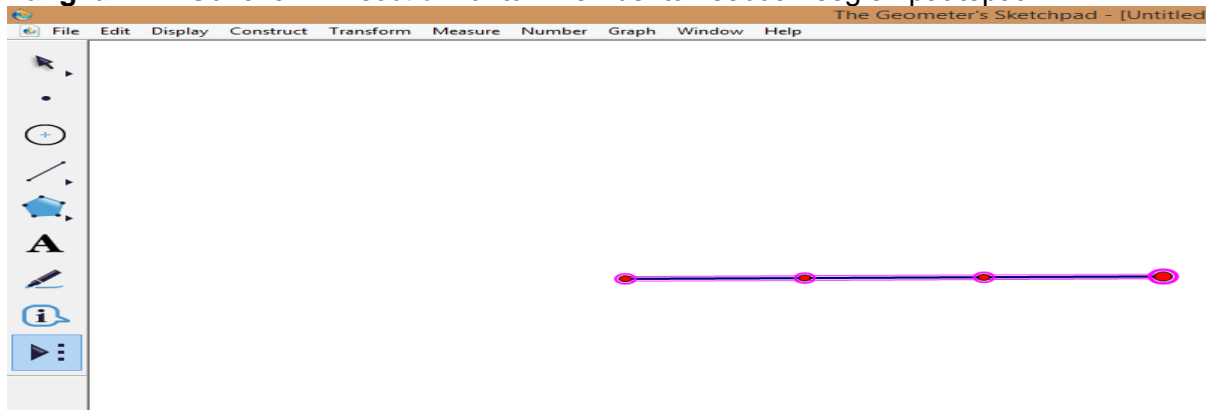 The Geometer's Sketchpad - [Untitled
File Edit Display Construct Transform Measure Number Graph Window Help
A
i